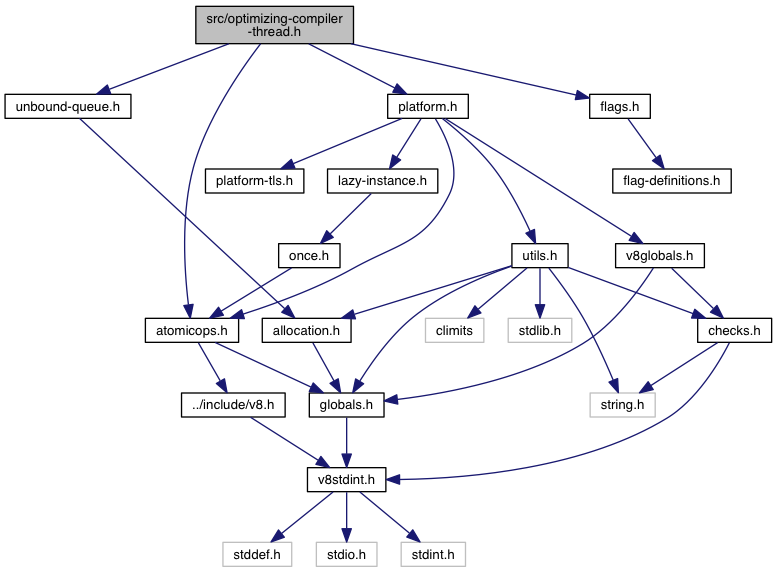 src/optimizing-compiler
-thread.h
unbound-queue.h
platform.h
flags.h
platform-tls.h
lazy-instance.h
flag-definitions.h
once.h
utils.h
v8globals.h
atomicops.h
allocation.h
climits
stdlib.h
checks.h
../include/v8.h
globals.h
string.h
v8stdint.h
stddef.h
stdio.h
stdint.h